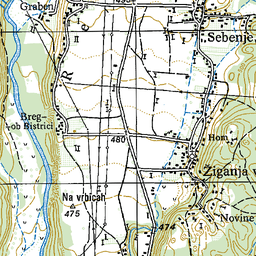 Graben
Sebenje
R
e
Breg
ob Bistrici
480
Hom
Žiganja v
Na vrbicah
475
474
Novine